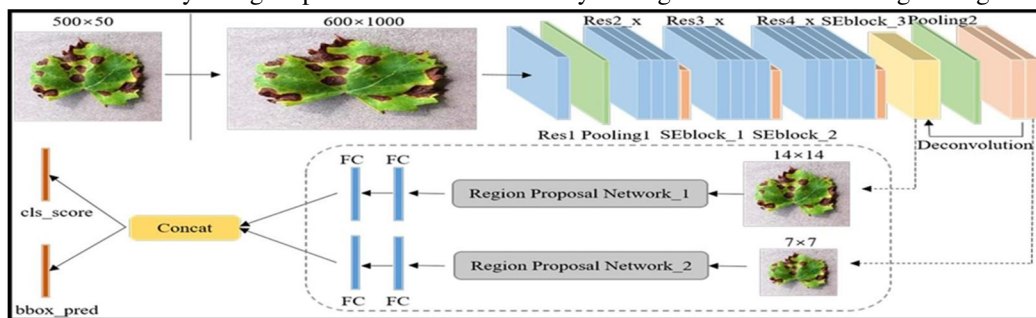 500×50
600×1000
Res2_x Res3_x Res4_x SEblock_3 Pooling2
Res1 Pooling1 SEblock_1 SEblock_2
Deconvolution
14×14
FC FC
Region Proposal Network_1
cls_score
Concat
7×7
Region Proposal Network_2
FC FC
bbox_pred